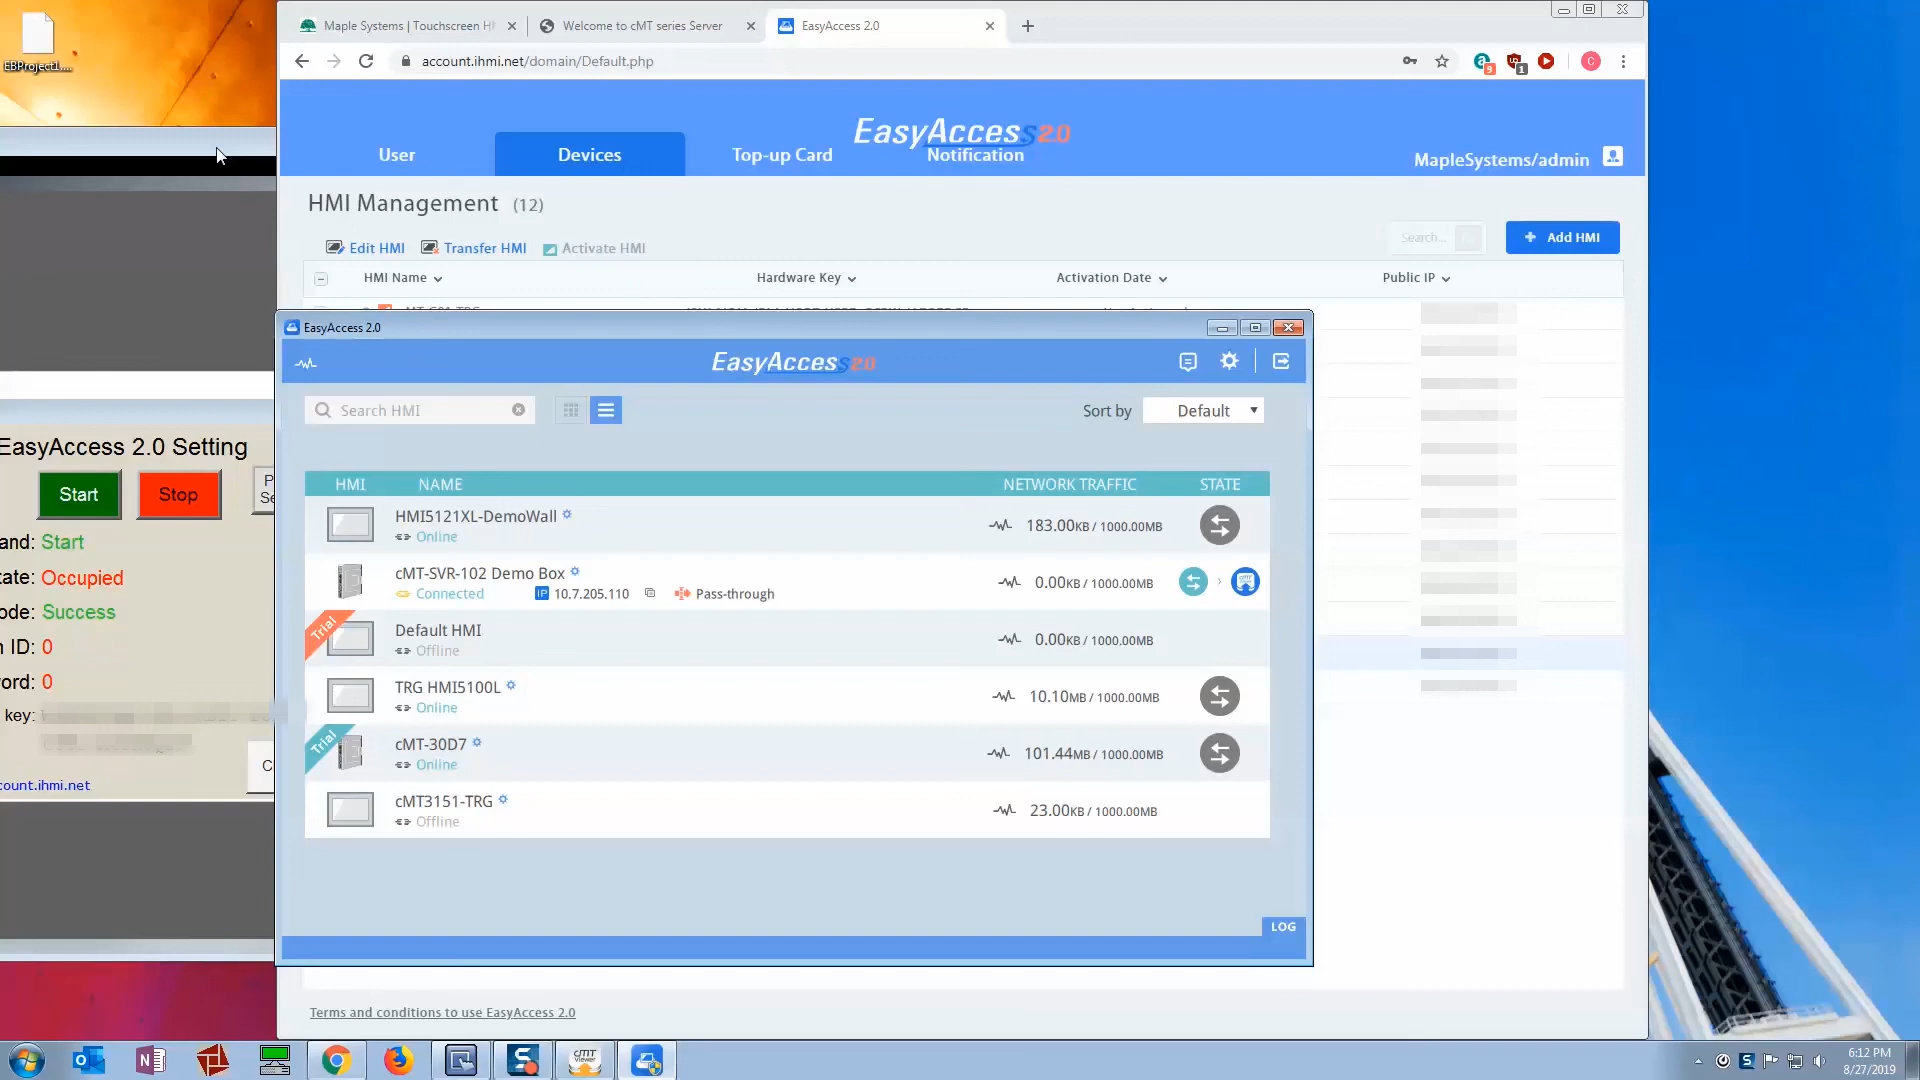 EBProject1....
Maple Systems | Touchscreen H
Welcome to cMT series Server
EasyAccess 2.0
account.ihmi.net/domain/Default.php
9
1
C
EasyAccess 2.0
User
Devices
Top-up Card
Notification
MapleSystems/admin
HMI Management (12)
Edit HMI
Transfer HMI
Activate HMI
Search...
+ Add HMI
HMI Name
Hardware Key
Activation Date
Public IP
EasyAccess 2.0
EasyAccess 2.0
Search HMI
Sort by
Default
HMI
NAME
NETWORK TRAFFIC
STATE
HMI5121XL-DemoWall
Online
183.00KB / 1000.00MB
cMT-SVR-102 Demo Box
Connected
IP 10.7.205.110
Pass-through
0.00KB / 1000.00MB
Trial
Default HMI
Offline
0.00KB / 1000.00MB
TRG HMI5100L
Online
10.10MB / 1000.00MB
Trial
cMT-30D7
Online
101.44MB / 1000.00MB
cMT3151-TRG
Offline
23.00KB / 1000.00MB
LOG
EasyAccess 2.0 Setting
Start
Stop
P
Se
and: Start
tate: Occupied
ode: Success
n ID: 0
ord: 0
key:
C
count.ihmi.net
Terms and conditions to use EasyAccess 2.0
cMT
viewer
6:12 PM
8/27/2019